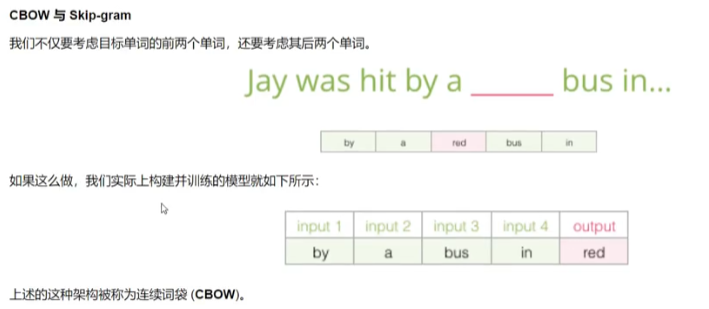 CBOW 与 Skip-gram
我们不仅要考虑目标单词的前两个单词，还要考虑其后两个单词。
Jay was hit by a ______ bus in...
by a red bus in
如果这么做，我们实际上构建并训练的模型就如下所示：
input 1 input 2 input 3 input 4 output
by a bus in red
上述的这种架构被称为连续词袋 (CBOW)。